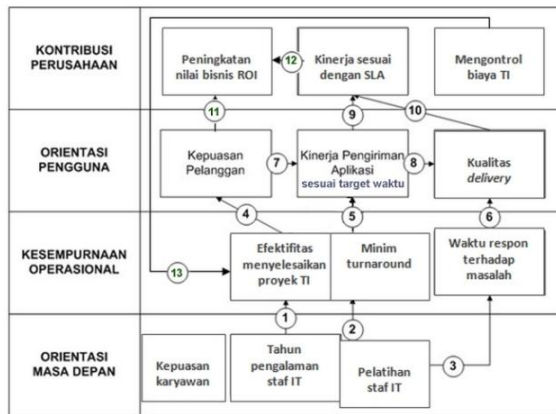 KONTRIBUSI
PERUSAHAAN
Peningkatan
nilai bisnis ROI
12
Kinerja sesuai
dengan SLA
Mengontrol
biaya TI
11
9
10
ORIENTASI
PENGGUNA
Kepuasan
Pelanggan
7
Kinerja Pengiriman
Aplikasi
sesuai target waktu
8
Kualitas
delivery
4
5
6
KESEMPURNAAN
OPERASIONAL
13
Efektifitas
menyelesaikan
proyek TI
Minim
turnaround
Waktu respon
terhadap
masalah
1
2
ORIENTASI
MASA DEPAN
Kepuasan
karyawan
Tahun
pengalaman
staf IT
Pelatihan
staf IT
3